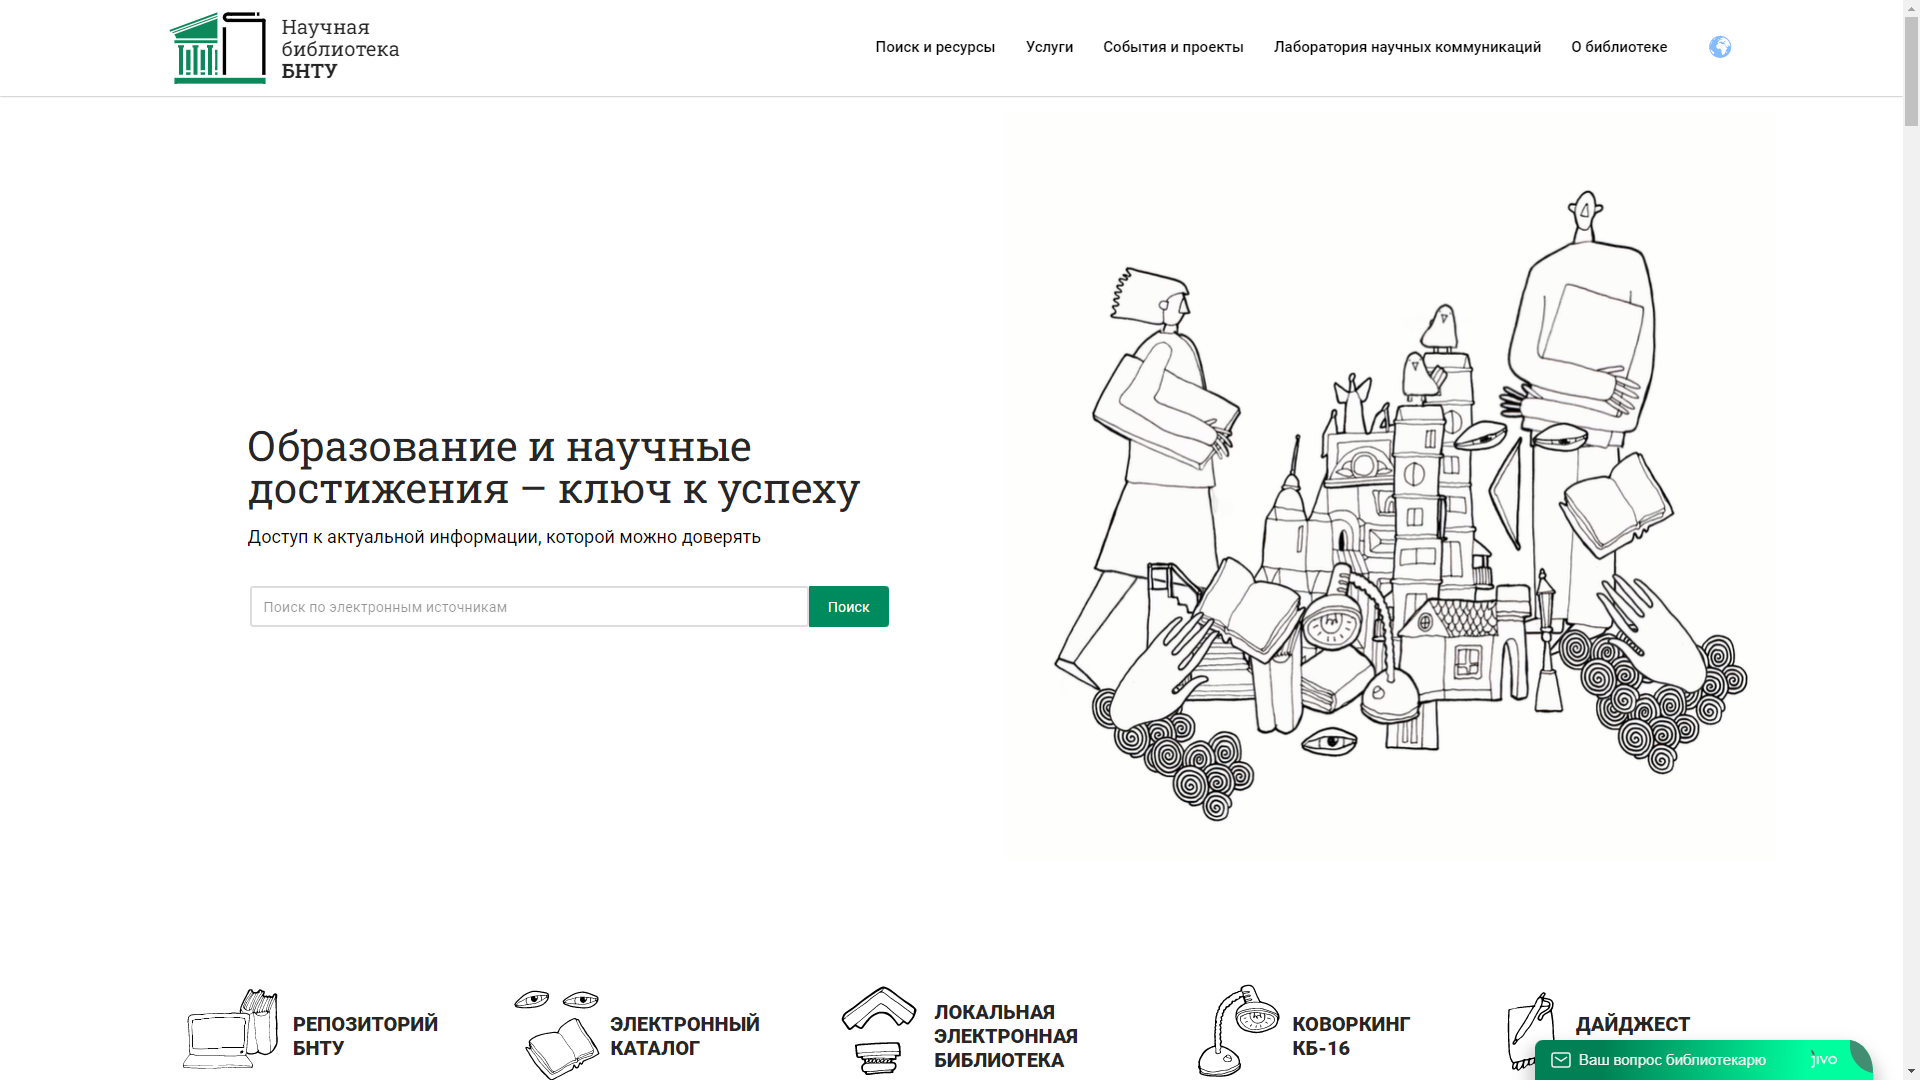 Научная
библиотека
БНТУ
Поиск и ресурсы
Услуги
События и проекты
Лаборатория научных коммуникаций
О библиотеке
Образование и научные
достижения – ключ к успеху
Доступ к актуальной информации, которой можно доверять
Поиск по электронным источникам
Поиск
РЕПОЗИТОРИЙ
БНТУ
ЭЛЕКТРОННЫЙ
КАТАЛОГ
ЛОКАЛЬНАЯ
ЭЛЕКТРОННАЯ
БИБЛИОТЕКА
КОВОРКИНГ
КБ-16
ДАЙДЖЕСТ
Ваш вопрос библиотекарю
jivo